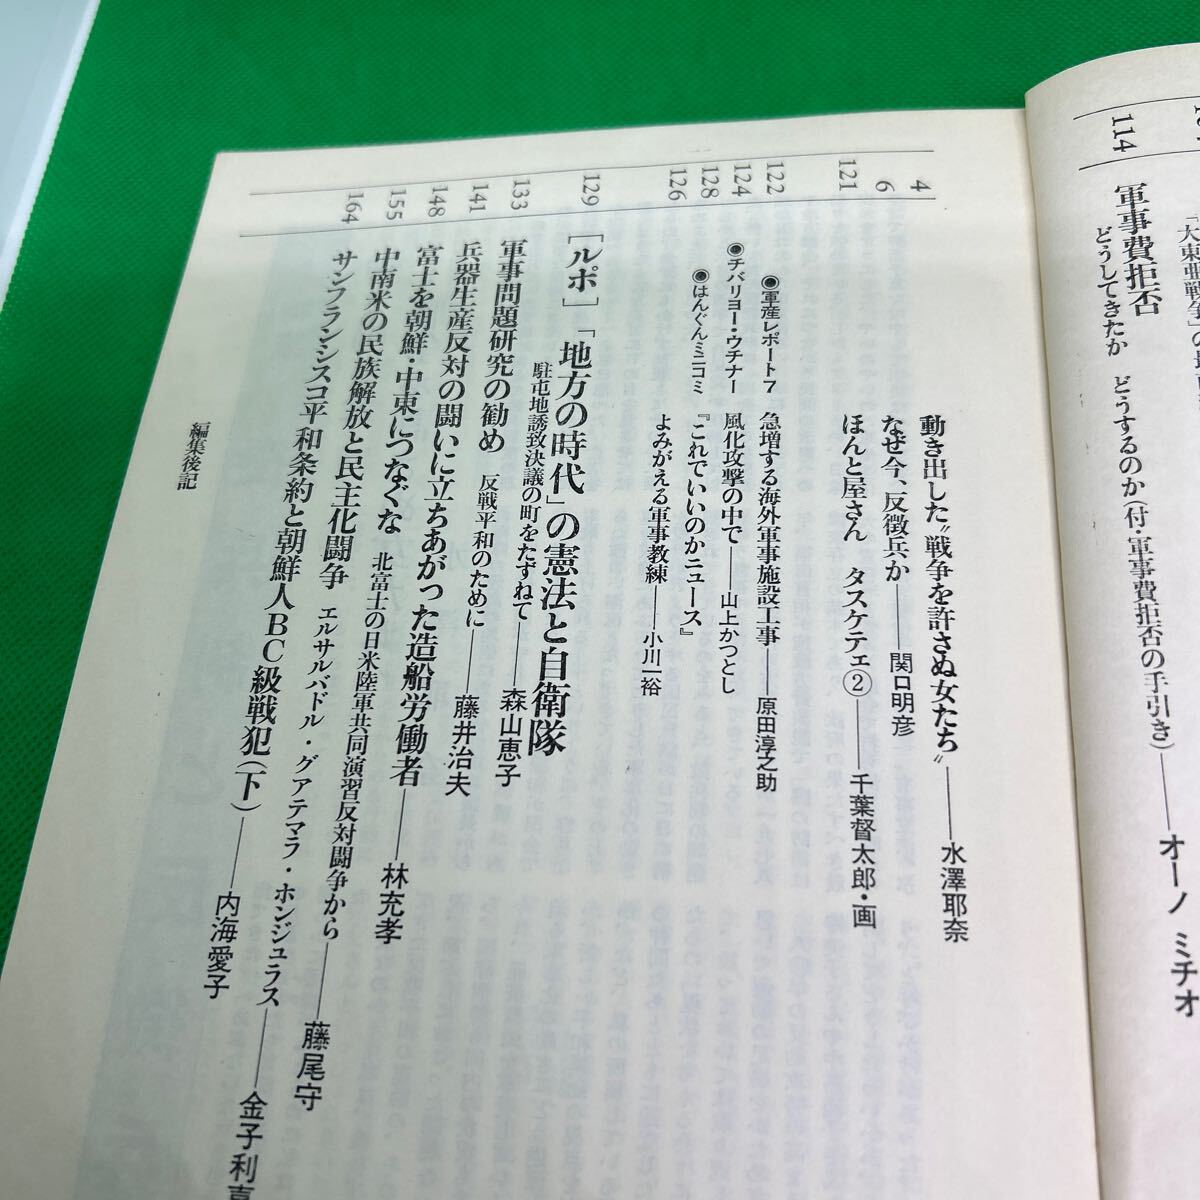 「大東亜戦争」の
114 軍事費拒否
どうしてきたか どうするのか(付・軍事費拒否の手引き)——オーノ ミチオ
4 動き出した〝戦争を許さぬ女たち〟——水澤耶奈
6 なぜ今、反徴兵か——関口明彦
121 ほんと屋さん タスケテェ②——千葉督太郎・画
122 ◉軍産レポート7 急増する海外軍事施設工事——原田淳之助
124 ◉チバリヨー・ウチナー 風化攻撃の中で——山上かつとし
128 ◉はんぐんミニコミ 『これでいいのかニュース』
126 よみがえる軍事教練——小川一裕
129 [ルポ]「地方の時代」の憲法と自衛隊
駐屯地誘致決議の町をたずねて——森山恵子
133 軍事問題研究の勧め 反戦平和のために——藤井治夫
141 兵器生産反対の闘いに立ちあがった造船労働者——林充孝
148 富士を朝鮮・中東につなぐな 北富士の日米陸軍共同演習反対闘争から——藤尾守
155 中南米の民族解放と民主化闘争 エルサルバドル・グアテマラ・ホンジュラス——金子利
164 サンフランシスコ平和条約と朝鮮人BC級戦犯(下)——内海愛子
編集後記